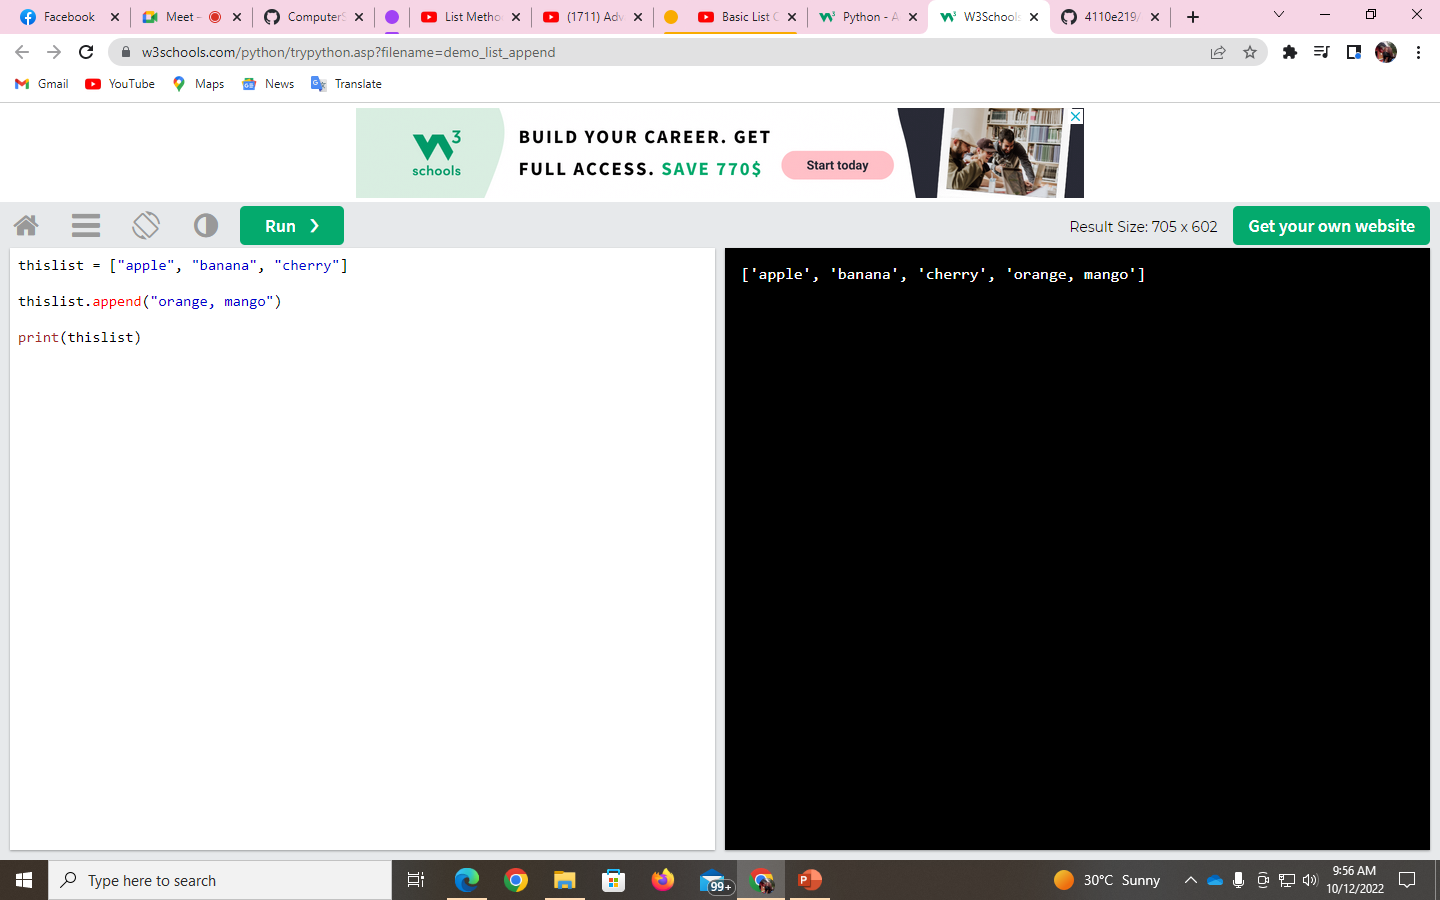 Facebook
Meet -
Computer
List Metho
(1711) Adv
Basic List C
Python - A
W3Schools
4110e219/
w3schools.com/python/trypython.asp?filename=demo_list_append
Gmail
YouTube
Maps
News
Translate
W3
schools
BUILD YOUR CAREER. GET
FULL ACCESS. SAVE 770$
Start today
Run ❯
Result Size: 705 x 602
Get your own website
thislist = ["apple", "banana", "cherry"]
thislist.append("orange, mango")
print(thislist)
['apple', 'banana', 'cherry', 'orange, mango']
Type here to search
99+
30°C Sunny
9:56 AM
10/12/2022